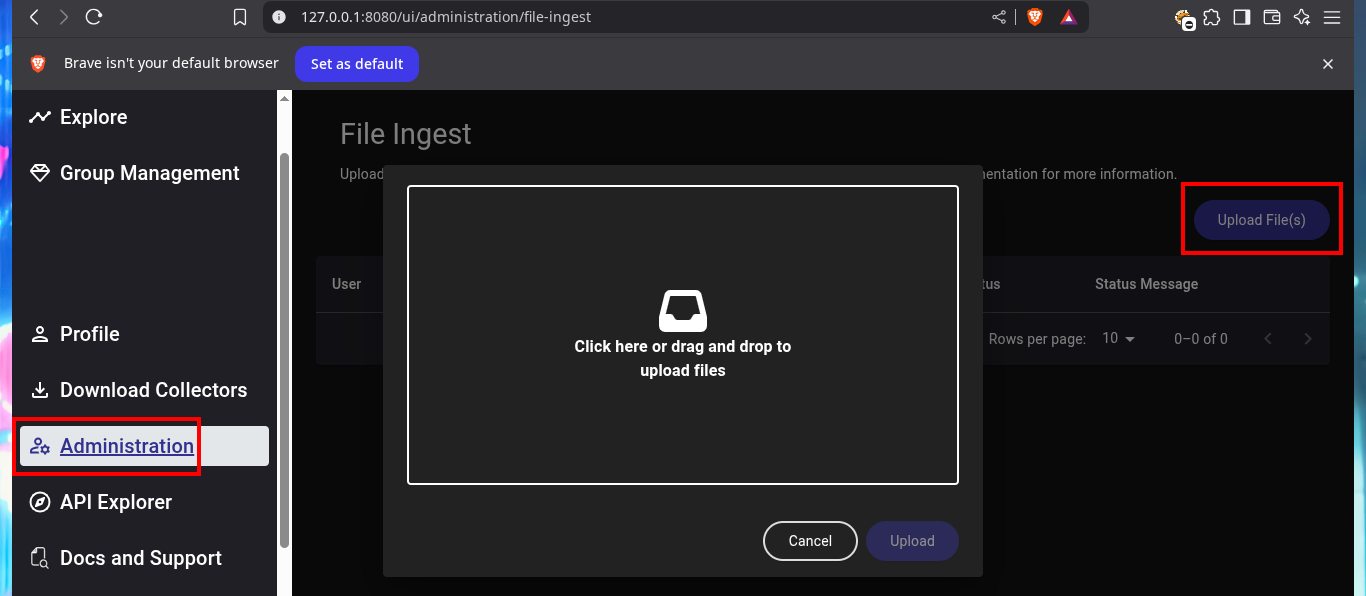 127.0.0.1:8080/ui/administration/file-ingest
Brave isn't your default browser
Set as default
Explore
Group Management
Profile
Download Collectors
Administration
API Explorer
Docs and Support
File Ingest
Upload
for more information.
Upload File(s)
User
Status Message
Rows per page: 10 0–0 of 0
Click here or drag and drop to
upload files
Cancel
Upload